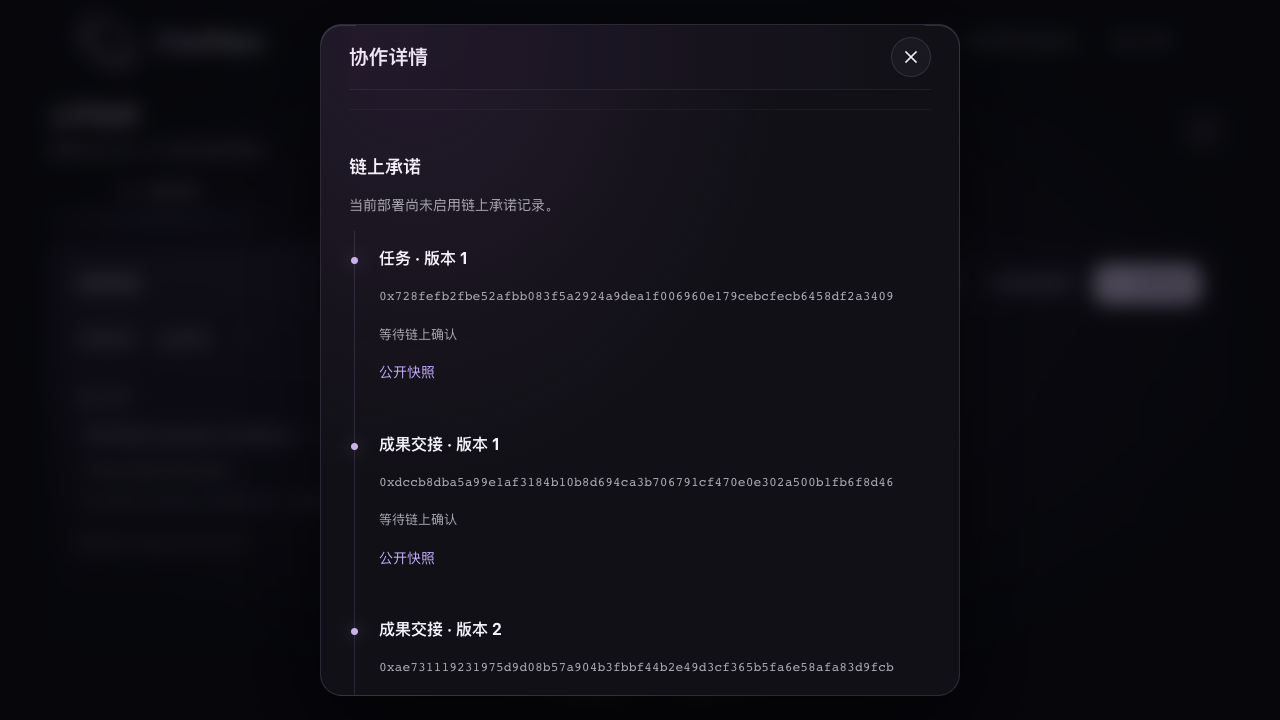 协作详情
链上承诺
当前部署尚未启用链上承诺记录。
任务 · 版本 1
0x728fefb2fbe52afbb083f5a2924a9dea1f006960e179cebcfecb6458df2a3409
等待链上确认
公开快照
成果交接 · 版本 1
0xdccb8dba5a99e1af3184b10b8d694ca3b706791cf470e0e302a500b1fb6f8d46
等待链上确认
公开快照
成果交接 · 版本 2
0xae731119231975d9d08b57a904b3fbbf44b2e49d3cf365b5fa6e58afa83d9fcb